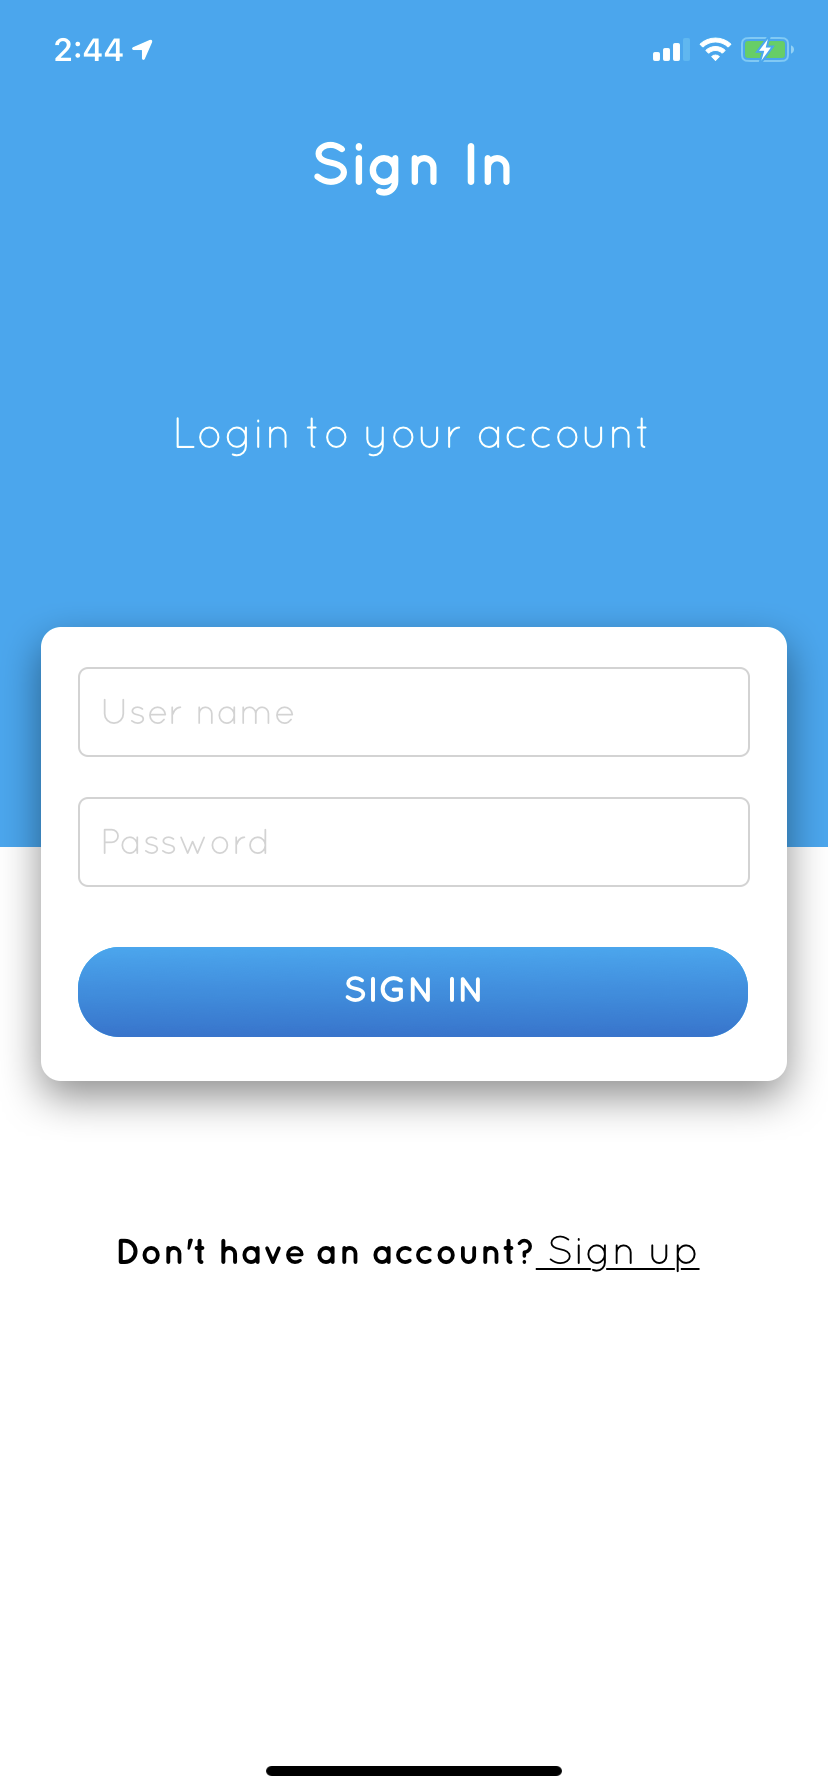 2:44
Sign In
Login to your account
User name
Password
SIGN IN
Don't have an account? Sign up